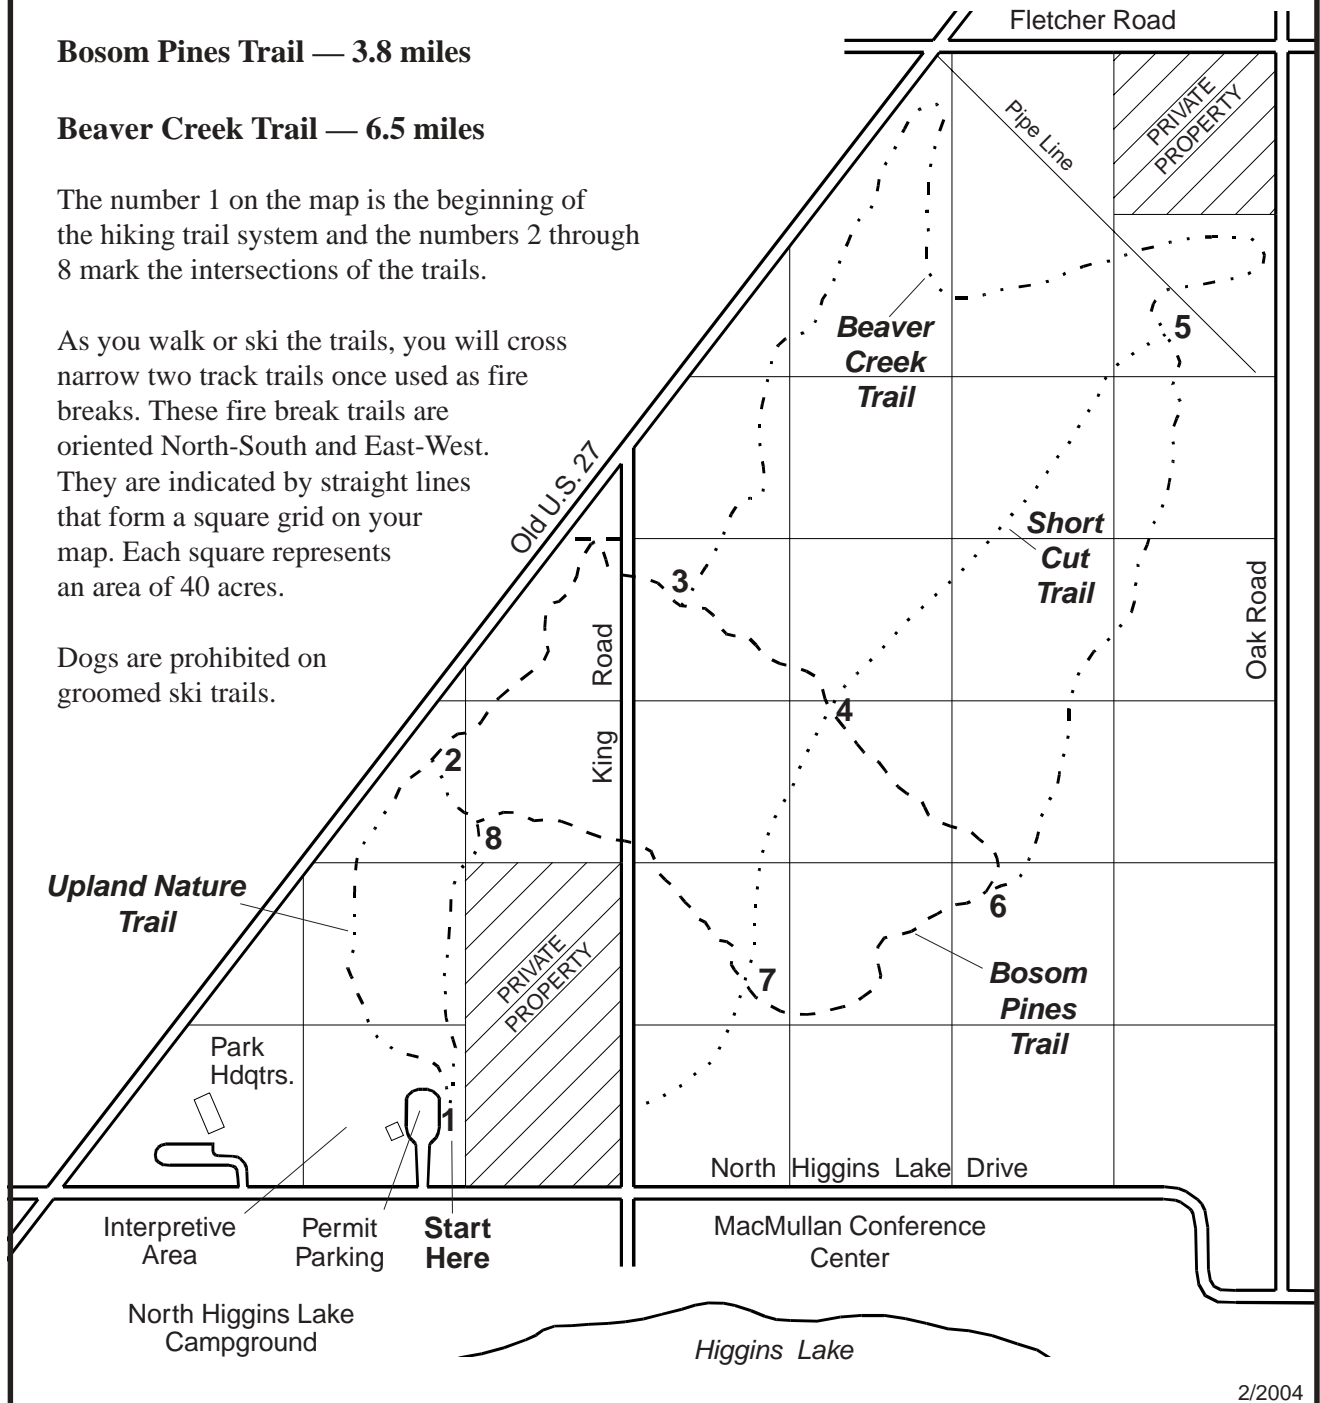 Bosom Pines Trail — 3.8 miles
Beaver Creek Trail — 6.5 miles
The number 1 on the map is the beginning of
the hiking trail system and the numbers 2 through
8 mark the intersections of the trails.
As you walk or ski the trails, you will cross
narrow two track trails once used as fire
breaks. These fire break trails are
oriented North-South and East-West.
They are indicated by straight lines
that form a square grid on your
map. Each square represents
an area of 40 acres.
Dogs are prohibited on
groomed ski trails.
Fletcher Road
Pipe Line
PRIVATE
PROPERTY
Beaver
Creek
Trail
5
Old U.S. 27
Short
Cut
Trail
3
Oak Road
King Road
4
2
8
Upland Nature
Trail
6
PRIVATE
PROPERTY
7
Bosom
Pines
Trail
Park
Hdqtrs.
1
North Higgins Lake Drive
Interpretive
Area
Permit
Parking
Start
Here
MacMullan Conference
Center
North Higgins Lake
Campground
Higgins Lake
2/2004